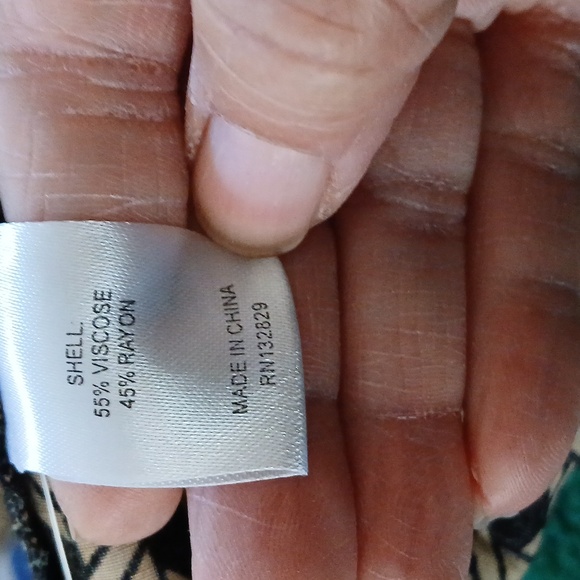 SHELL:
55% VISCOSE
45% RAYON
MADE IN CHINA
RN132829